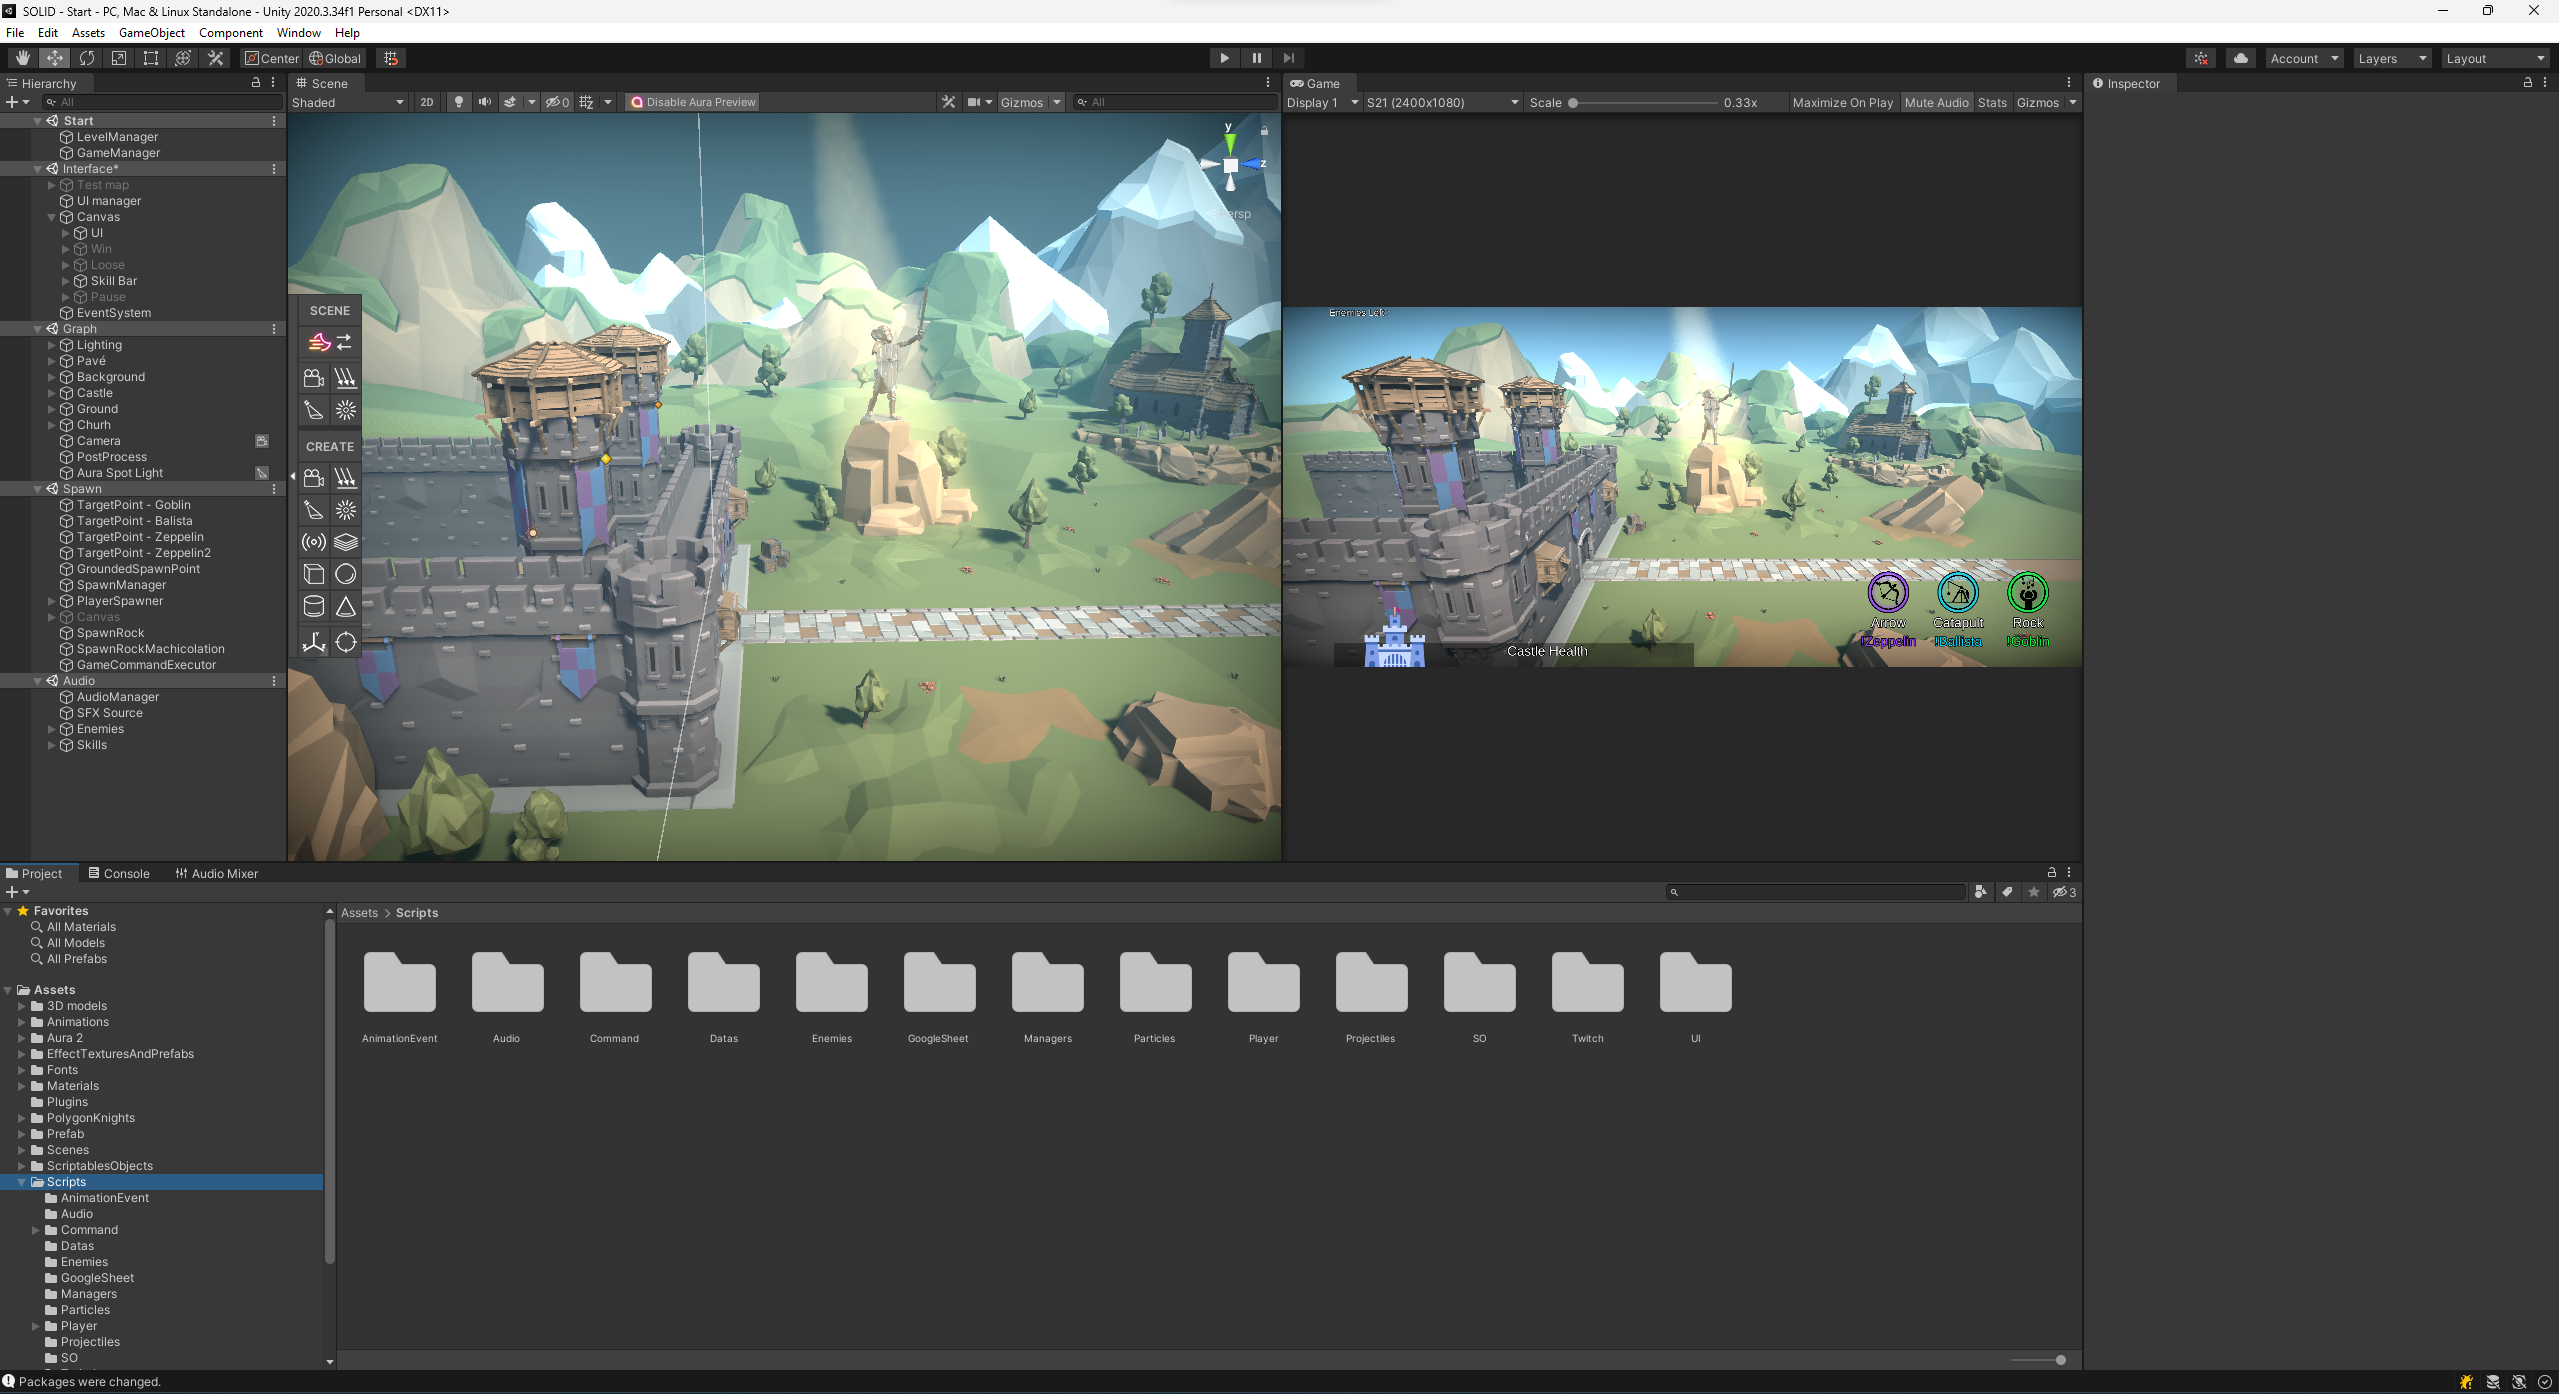 SOLID - Start - PC, Mac & Linux Standalone - Unity 2020.3.34f1 Personal <DX11>
File Edit Assets GameObject Component Window Help
Center Global
Account Layers Layout
Hierarchy
All
Start
LevelManager
GameManager
Interface*
Test map
UI manager
Canvas
UI
Win
Loose
Skill Bar
Pause
EventSystem
Graph
Lighting
Pavé
Background
Castle
Ground
Churh
Camera
PostProcess
Aura Spot Light
Spawn
TargetPoint - Goblin
TargetPoint - Balista
TargetPoint - Zeppelin
TargetPoint - Zeppelin2
GroundedSpawnPoint
SpawnManager
PlayerSpawner
Canvas
SpawnRock
SpawnRockMachicolation
GameCommandExecutor
Audio
AudioManager
SFX Source
Enemies
Skills
Scene
Shaded 2D 0 Disable Aura Preview Gizmos All
y
z
Persp
SCENE
CREATE
Game
Display 1 S21 (2400x1080) Scale 0.33x Maximize On Play Mute Audio Stats Gizmos
Enemies Left :
Arrow Catapult Rock
!Zeppelin !Ballista !Goblin
Castle Health
Inspector
Project Console Audio Mixer
3
Favorites
All Materials
All Models
All Prefabs
Assets
3D models
Animations
Aura 2
EffectTexturesAndPrefabs
Fonts
Materials
Plugins
PolygonKnights
Prefab
Scenes
ScriptablesObjects
Scripts
AnimationEvent
Audio
Command
Datas
Enemies
GoogleSheet
Managers
Particles
Player
Projectiles
SO
Assets > Scripts
AnimationEvent Audio Command Datas Enemies GoogleSheet Managers Particles Player Projectiles SO Twitch UI
Packages were changed.